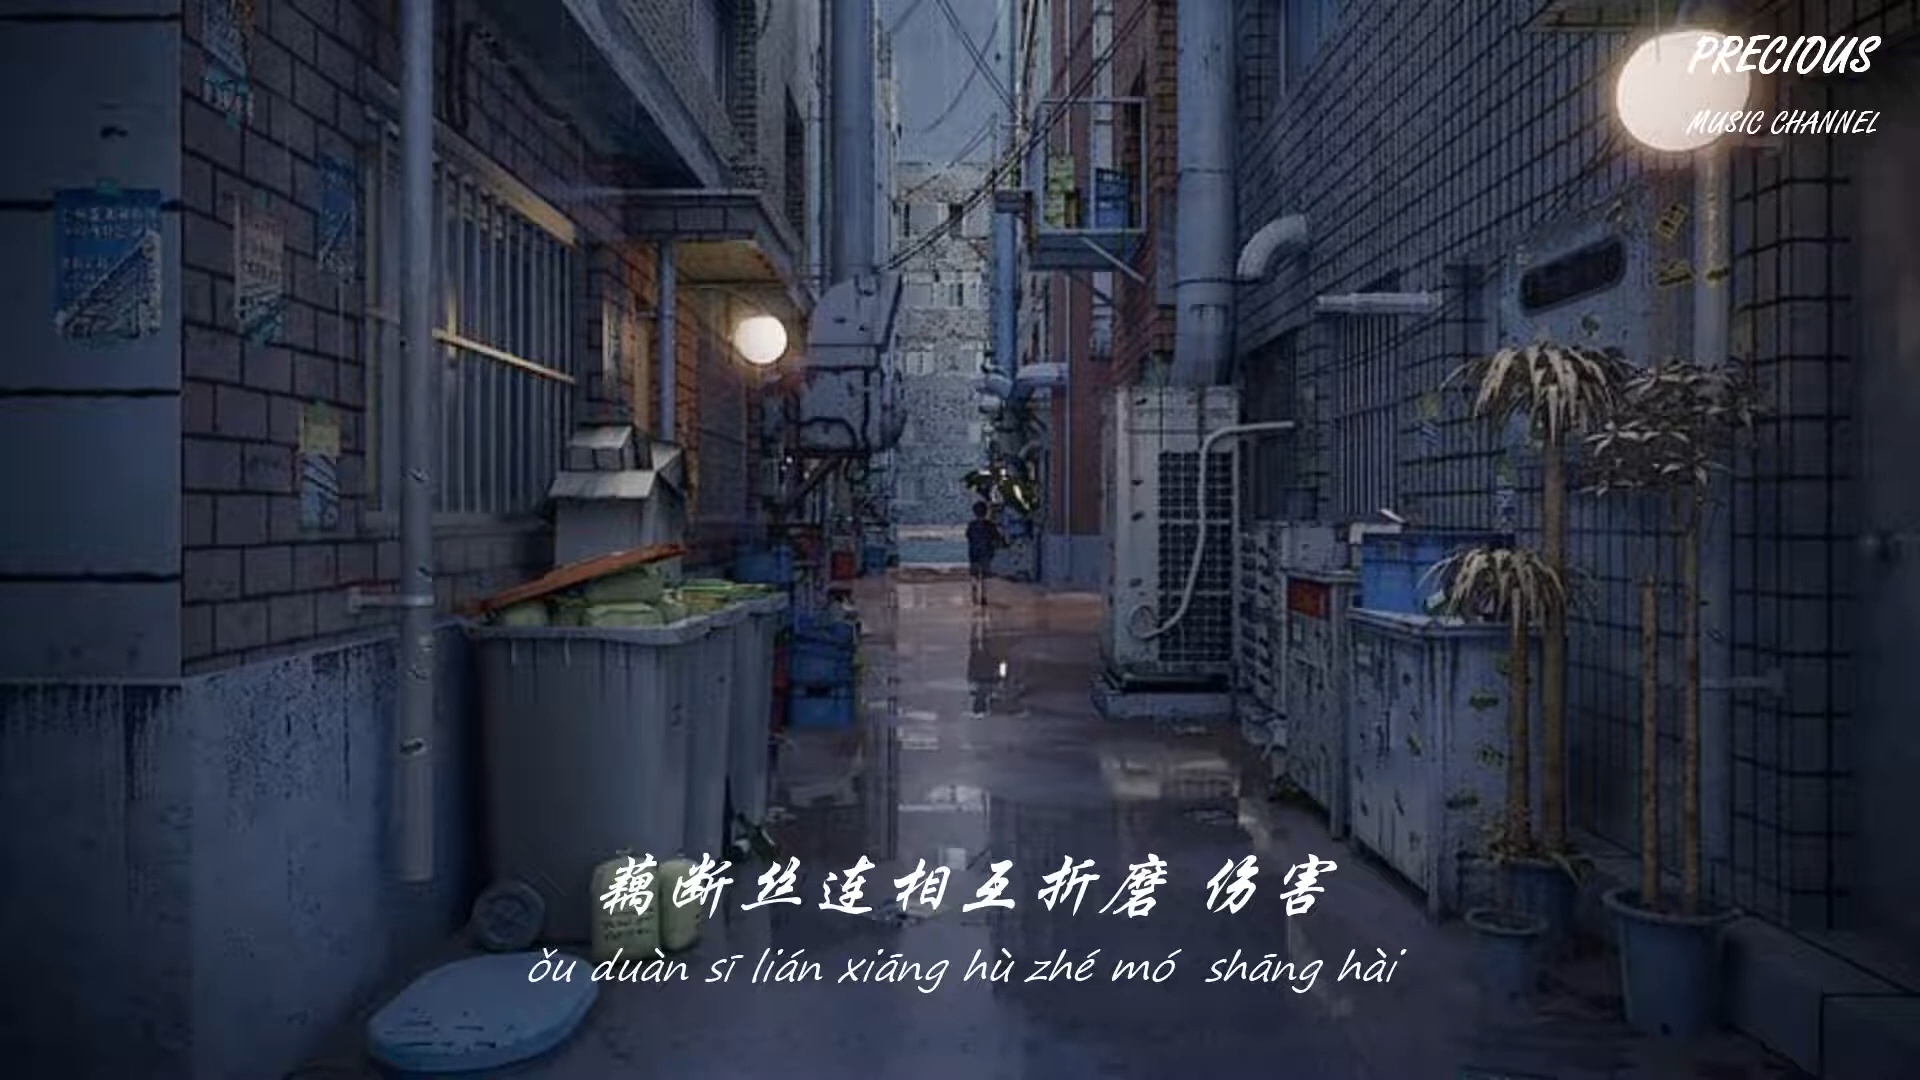 PRECIOUS
MUSIC CHANNEL
藕断丝连相互折磨 伤害
ǒu duàn sī lián xiāng hù zhé mó  shāng hài